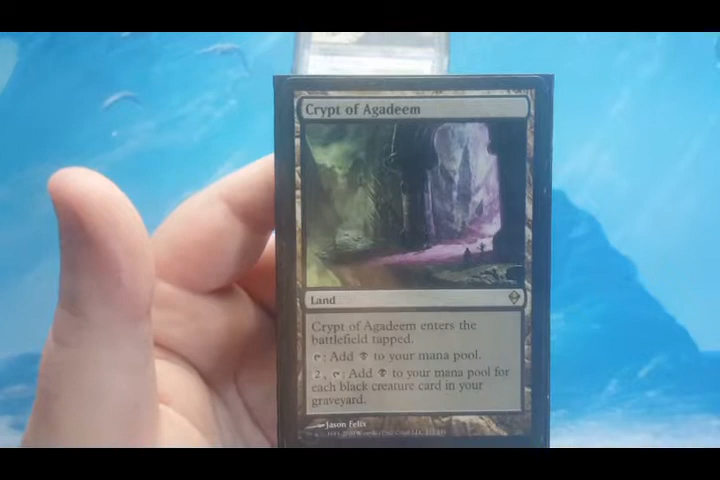 Crypt of Agadeem
Land
Crypt of Agadeem enters the
battlefield tapped.
: Add to your mana pool.
2, : Add to your mana pool for
each black creature card in your
graveyard.
Jason Felix